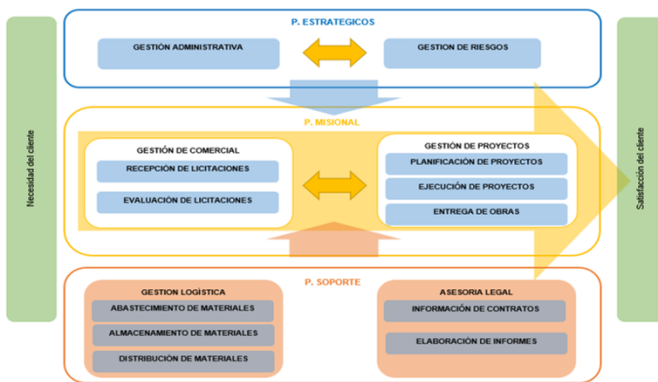 P. ESTRATEGICOS
GESTIÓN ADMINISTRATIVA
GESTION DE RIESGOS
Necesidad del cliente
P. MISIONAL
GESTIÓN DE COMERCIAL
RECEPCIÓN DE LICITACIONES
EVALUACIÓN DE LICITACIONES
GESTIÓN DE PROYECTOS
PLANIFICACIÓN DE PROYECTOS
EJECUCIÓN DE PROYECTOS
ENTREGA DE OBRAS
Satisfacción del cliente
P. SOPORTE
GESTION LOGÍSTICA
ABASTECIMIENTO DE MATERIALES
ALMACENAMIENTO DE MATERIALES
DISTRIBUCIÓN DE MATERIALES
ASESORIA LEGAL
INFORMACIÓN DE CONTRATOS
ELABORACIÓN DE INFORMES